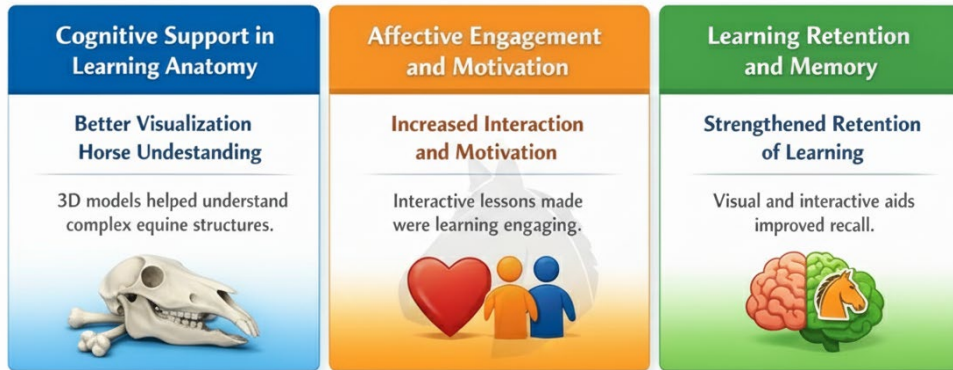 Cognitive Support in
Learning Anatomy
Better Visualization
Horse Undestanding
3D models helped understand
complex equine structures.
Affective Engagement
and Motivation
Increased Interaction
and Motivation
Interactive lessons made
were learning engaging.
Learning Retention
and Memory
Strengthened Retention
of Learning
Visual and interactive aids
improved recall.